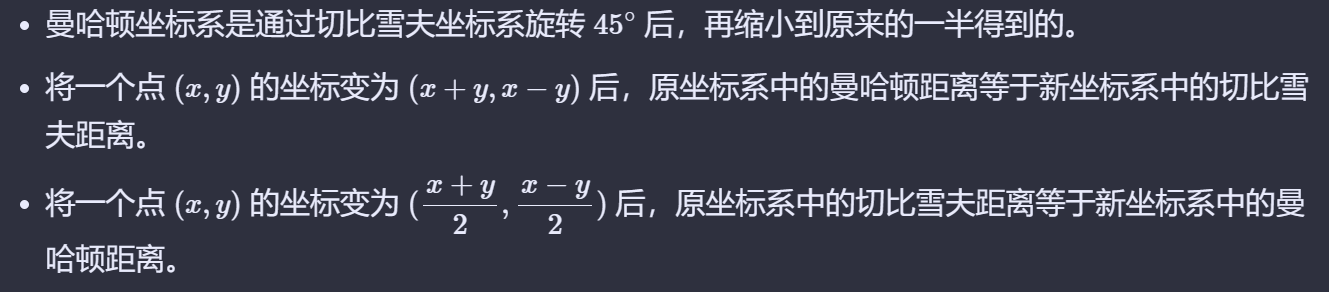 • 曼哈顿坐标系是通过切比雪夫坐标系旋转 45° 后，再缩小到原来的一半得到的。
• 将一个点 (x, y) 的坐标变为 (x + y, x − y) 后，原坐标系中的曼哈顿距离等于新坐标系中的切比雪
夫距离。
• 将一个点 (x, y) 的坐标变为 (\frac{x + y}{2}, \frac{x − y}{2}) 后，原坐标系中的切比雪夫距离等于新坐标系中的曼
哈顿距离。